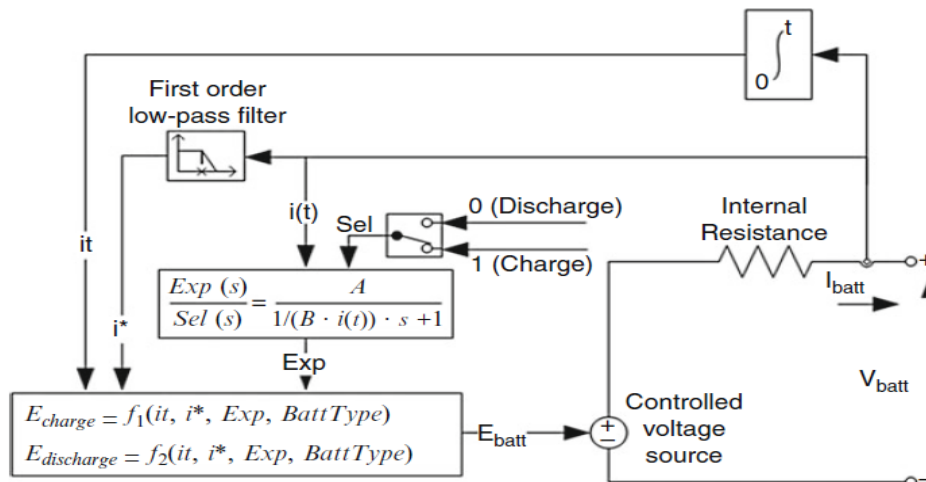 t
∫
0
First order
low-pass filter
i(t)
Sel
0 (Discharge)
1 (Charge)
Internal
Resistance
it
i*
Exp (s)/Sel (s) = A/1/(B · i(t)) · s +1
I_batt
+
Exp
V_batt
E_charge = f_1(it, i*, Exp, BattType)
E_discharge = f_2(it, i*, Exp, BattType)
E_batt
+
−
Controlled
voltage
source
−